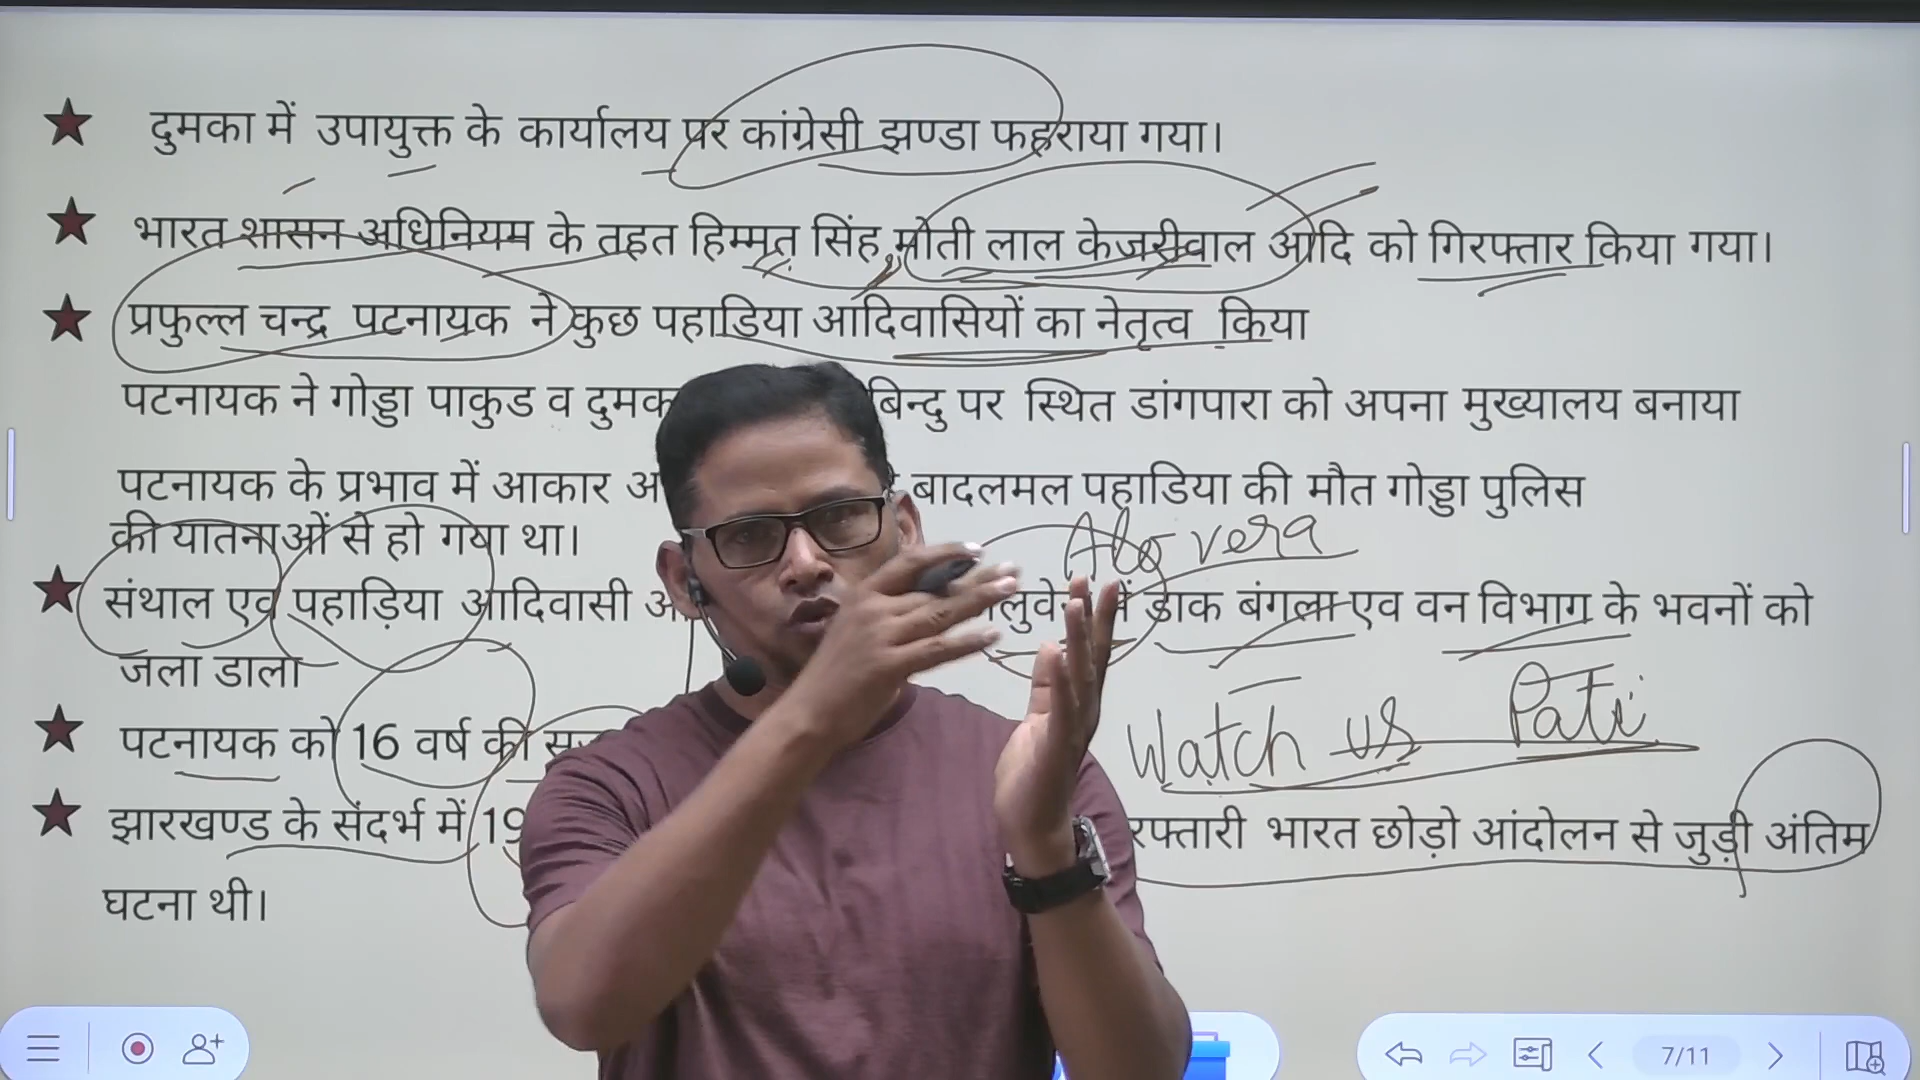 दुमका में उपायुक्त के कार्यालय पर कांग्रेसी झण्डा फहराया गया।
भारत शासन अधिनियम के तहत हिम्मत सिंह, मोती लाल केजरीवाल आदि को गिरफ्तार किया गया।
प्रफुल्ल चन्द्र पटनायक ने कुछ पहाडिया आदिवासियों का नेतृत्व किया
पटनायक ने गोड्डा पाकुड व दुमका बिन्दु पर स्थित डांगपारा को अपना मुख्यालय बनाया
पटनायक के प्रभाव में आकार बादलमल पहाडिया की मौत गोड्डा पुलिस
की यातनाओं से हो गया था।
Alo vera
संथाल एव पहाड़िया आदिवासी में डाक बंगला एव वन विभाग के भवनों को
जला डाला
Watch us Pati
पटनायक को 16 वर्ष की
झारखण्ड के संदर्भ में 19 रफ्तारी भारत छोड़ो आंदोलन से जुड़ी अंतिम
घटना थी।
7/11